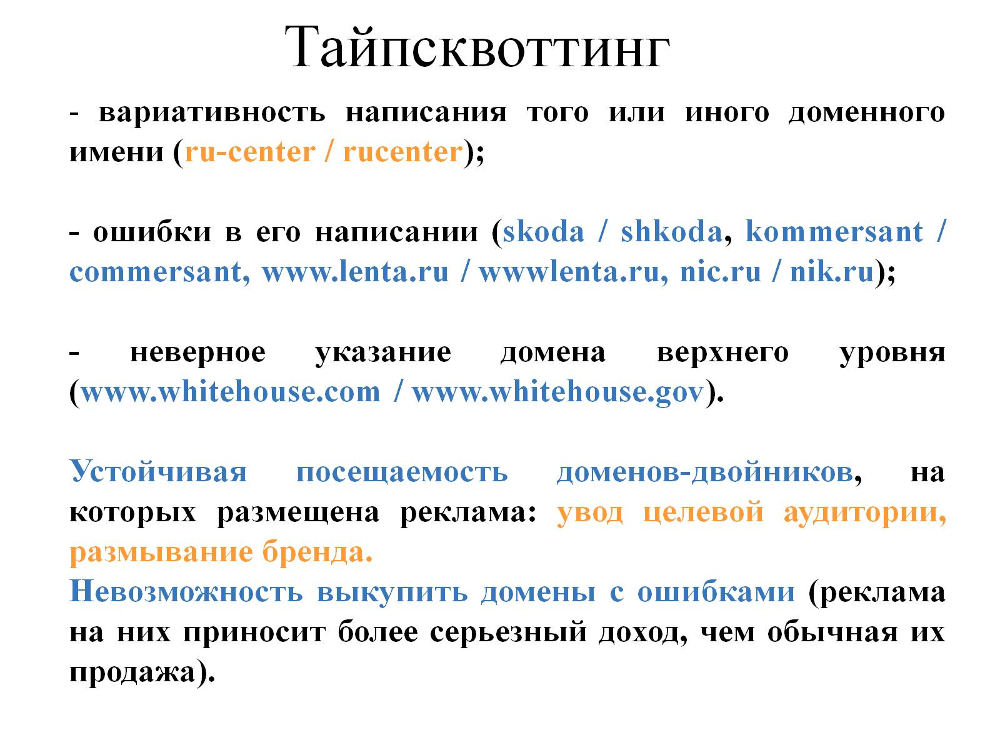 Тайпсквоттинг
- вариативность написания того или иного доменного
имени (ru-center / rucenter);
- ошибки в его написании (skoda / shkoda, kommersant /
commersant, www.lenta.ru / wwwlenta.ru, nic.ru / nik.ru);
- неверное указание домена верхнего уровня
(www.whitehouse.com / www.whitehouse.gov).
Устойчивая посещаемость доменов-двойников, на
которых размещена реклама: увод целевой аудитории,
размывание бренда.
Невозможность выкупить домены с ошибками (реклама
на них приносит более серьезный доход, чем обычная их
продажа).